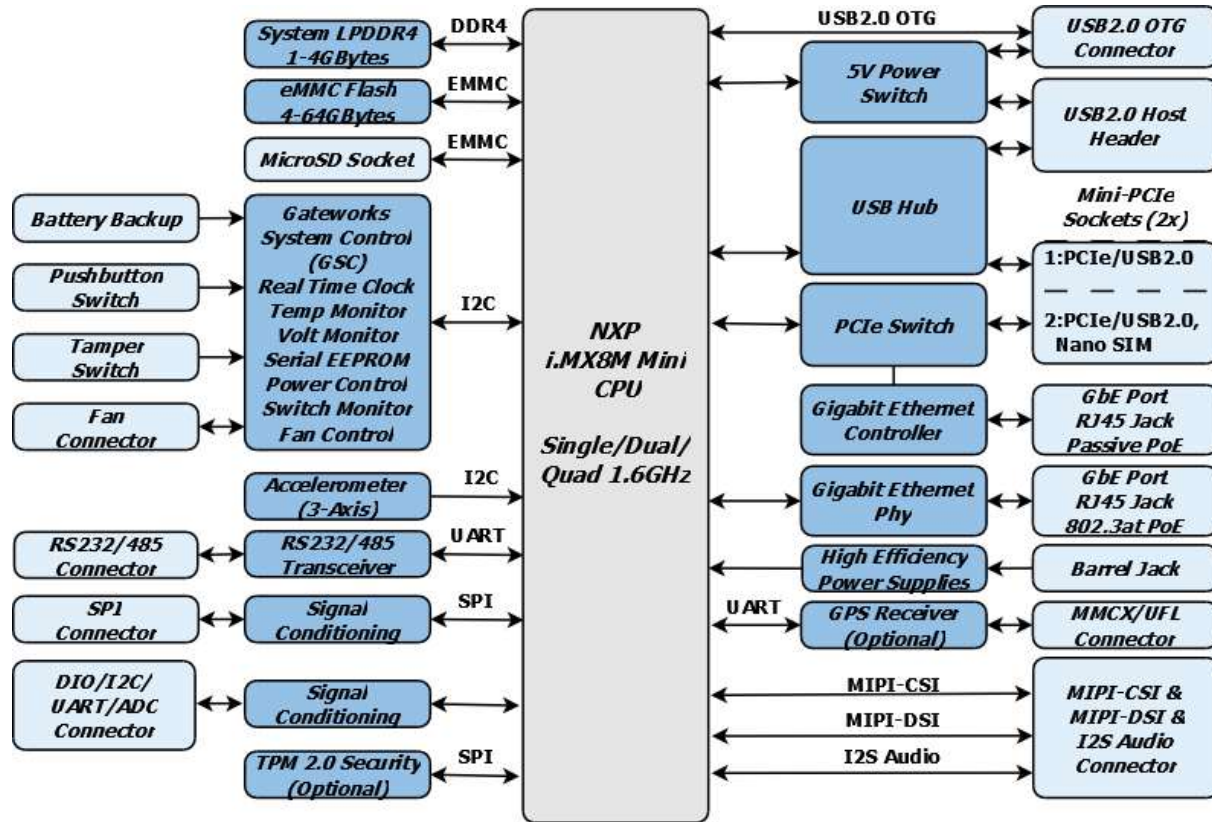 System LPDDR4
1-4GBytes
DDR4
eMMC Flash
4-64GBytes
EMMC
MicroSD Socket
EMMC
Battery Backup
Pushbutton
Switch
Tamper
Switch
Fan
Connector
Gateworks
System Control
(GSC)
Real Time Clock
Temp Monitor
Volt Monitor
Serial EEPROM
Power Control
Switch Monitor
Fan Control
I2C
Accelerometer
(3-Axis)
I2C
RS232/485
Connector
RS232/485
Transceiver
UART
SPI
Connector
Signal
Conditioning
SPI
DIO/I2C/
UART/ADC
Connector
Signal
Conditioning
TPM 2.0 Security
(Optional)
SPI
NXP
i.MX8M Mini
CPU
Single/Dual/
Quad 1.6GHz
USB2.0 OTG
USB2.0 OTG
Connector
5V Power
Switch
USB2.0 Host
Header
USB Hub
Mini-PCIe
Sockets (2x)
1:PCIe/USB2.0
2:PCIe/USB2.0,
Nano SIM
PCIe Switch
Gigabit Ethernet
Controller
GbE Port
RJ45 Jack
Passive PoE
Gigabit Ethernet
Phy
GbE Port
RJ45 Jack
802.3at PoE
High Efficiency
Power Supplies
Barrel Jack
UART
GPS Receiver
(Optional)
MMCX/UFL
Connector
MIPI-CSI
MIPI-DSI
I2S Audio
MIPI-CSI &
MIPI-DSI &
I2S Audio
Connector